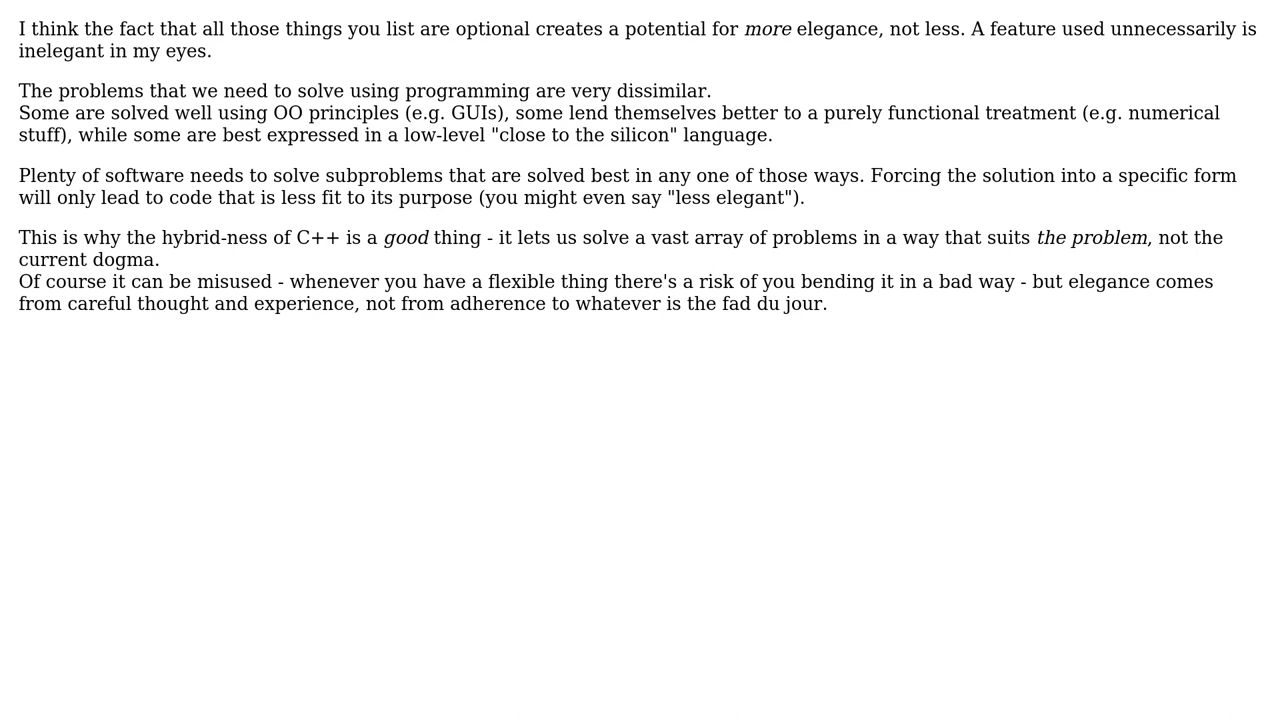 I think the fact that all those things you list are optional creates a potential for more elegance, not less. A feature used unnecessarily is
inelegant in my eyes.
The problems that we need to solve using programming are very dissimilar.
Some are solved well using OO principles (e.g. GUIs), some lend themselves better to a purely functional treatment (e.g. numerical
stuff), while some are best expressed in a low-level "close to the silicon" language.
Plenty of software needs to solve subproblems that are solved best in any one of those ways. Forcing the solution into a specific form
will only lead to code that is less fit to its purpose (you might even say "less elegant").
This is why the hybrid-ness of C++ is a good thing - it lets us solve a vast array of problems in a way that suits the problem, not the
current dogma.
Of course it can be misused - whenever you have a flexible thing there's a risk of you bending it in a bad way - but elegance comes
from careful thought and experience, not from adherence to whatever is the fad du jour.